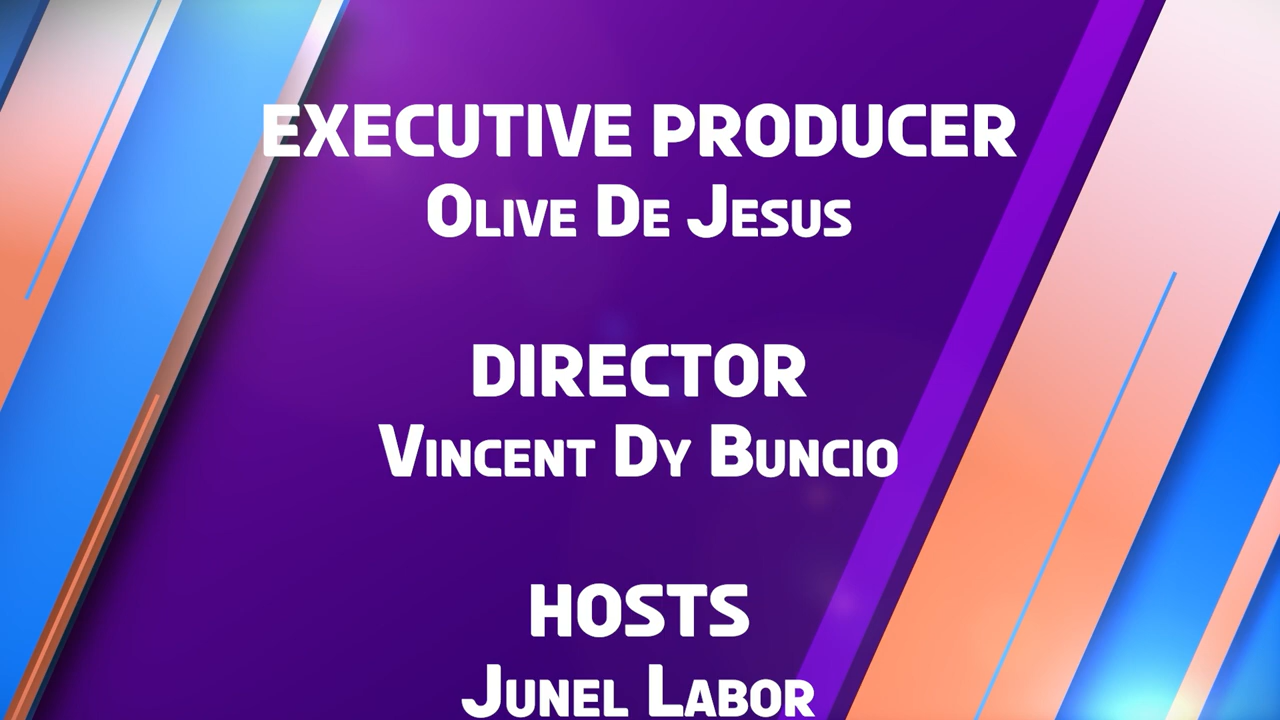 EXECUTIVE PRODUCER
Olive De Jesus
DIRECTOR
Vincent Dy Buncio
HOSTS
Junel Labor